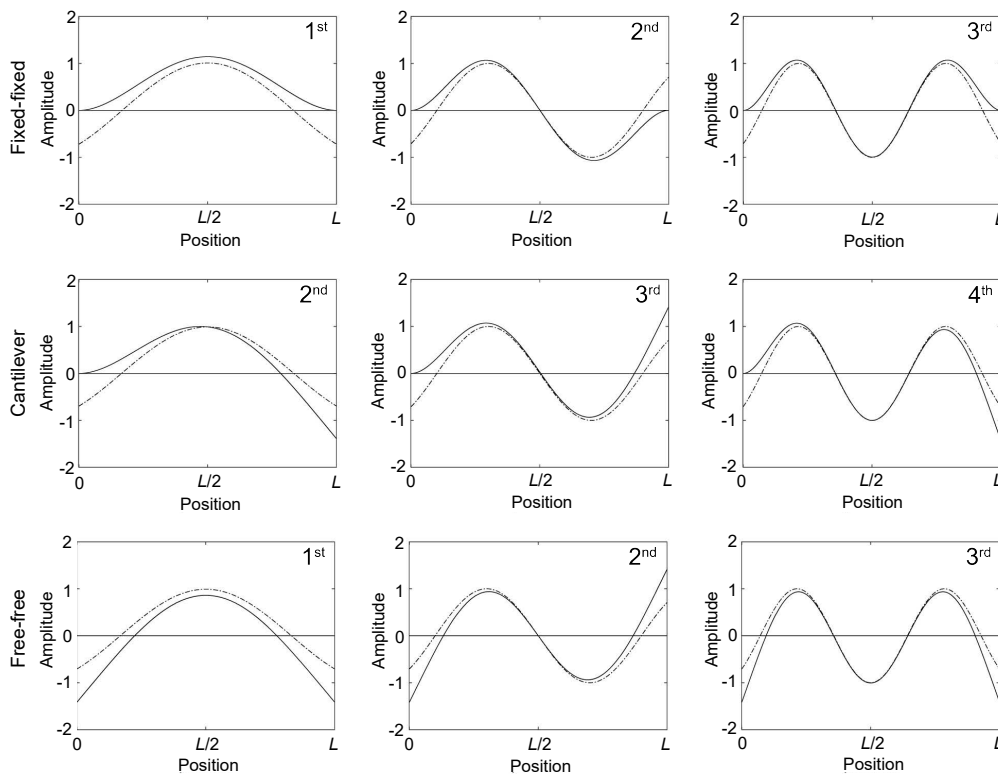 Fixed-fixed
Amplitude
2
1
0
-1
-2
1st
0 L/2 L
Position
Amplitude
2
1
0
-1
-2
2nd
0 L/2 L
Position
Amplitude
2
1
0
-1
-2
3rd
0 L/2 L
Position
Cantilever
Amplitude
2
1
0
-1
-2
2nd
0 L/2 L
Position
Amplitude
2
1
0
-1
-2
3rd
0 L/2 L
Position
Amplitude
2
1
0
-1
-2
4th
0 L/2 L
Position
Free-free
Amplitude
2
1
0
-1
-2
1st
0 L/2 L
Position
Amplitude
2
1
0
-1
-2
2nd
0 L/2 L
Position
Amplitude
2
1
0
-1
-2
3rd
0 L/2 L
Position